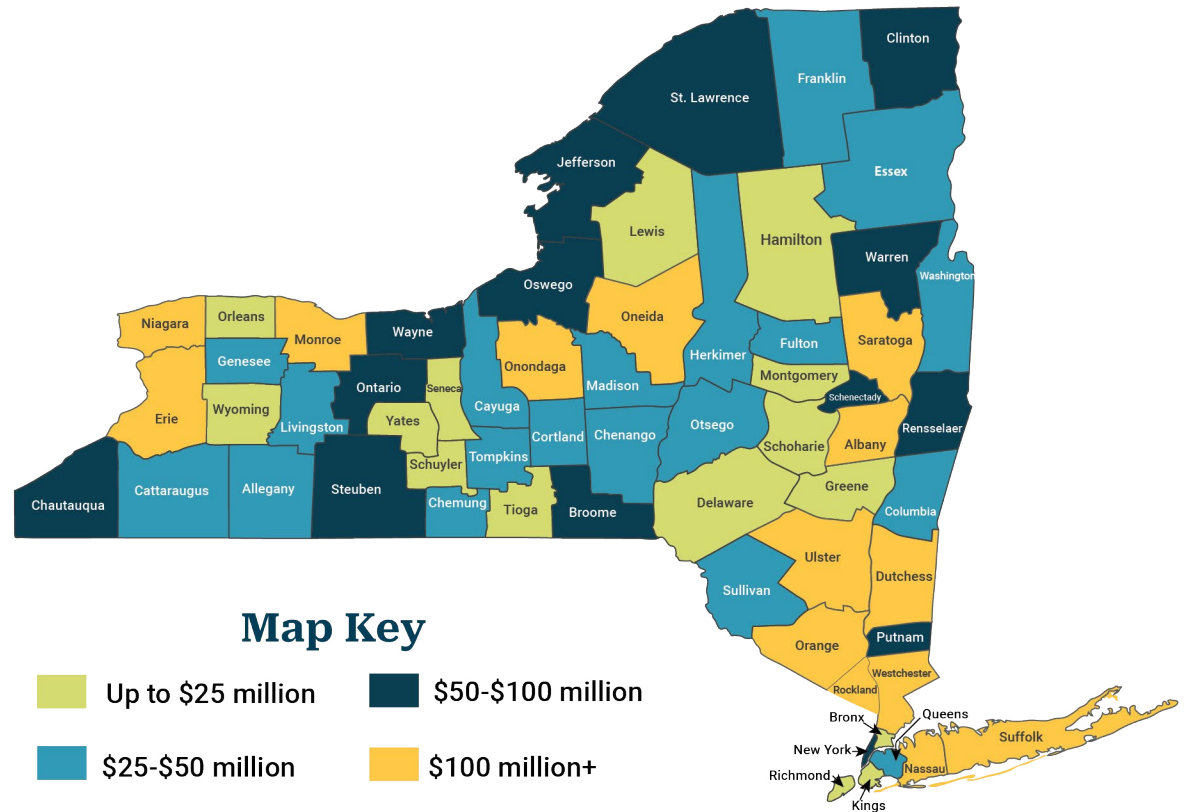 Clinton
Franklin
St. Lawrence
Jefferson
Essex
Lewis
Hamilton
Warren
Washington
Oswego
Oneida
Niagara
Orleans
Monroe
Wayne
Herkimer
Fulton
Saratoga
Genesee
Onondaga
Madison
Montgomery
Ontario
Seneca
Schenectady
Erie
Wyoming
Livingston
Yates
Cayuga
Cortland
Chenango
Otsego
Schoharie
Albany
Rensselaer
Tompkins
Schuyler
Chautauqua
Cattaraugus
Allegany
Steuben
Chemung
Tioga
Broome
Delaware
Greene
Columbia
Ulster
Dutchess
Sullivan
Putnam
Orange
Westchester
Rockland
Bronx
Queens
New York
Suffolk
Nassau
Richmond
Kings
Map Key
Up to $25 million
$50-$100 million
$25-$50 million
$100 million+